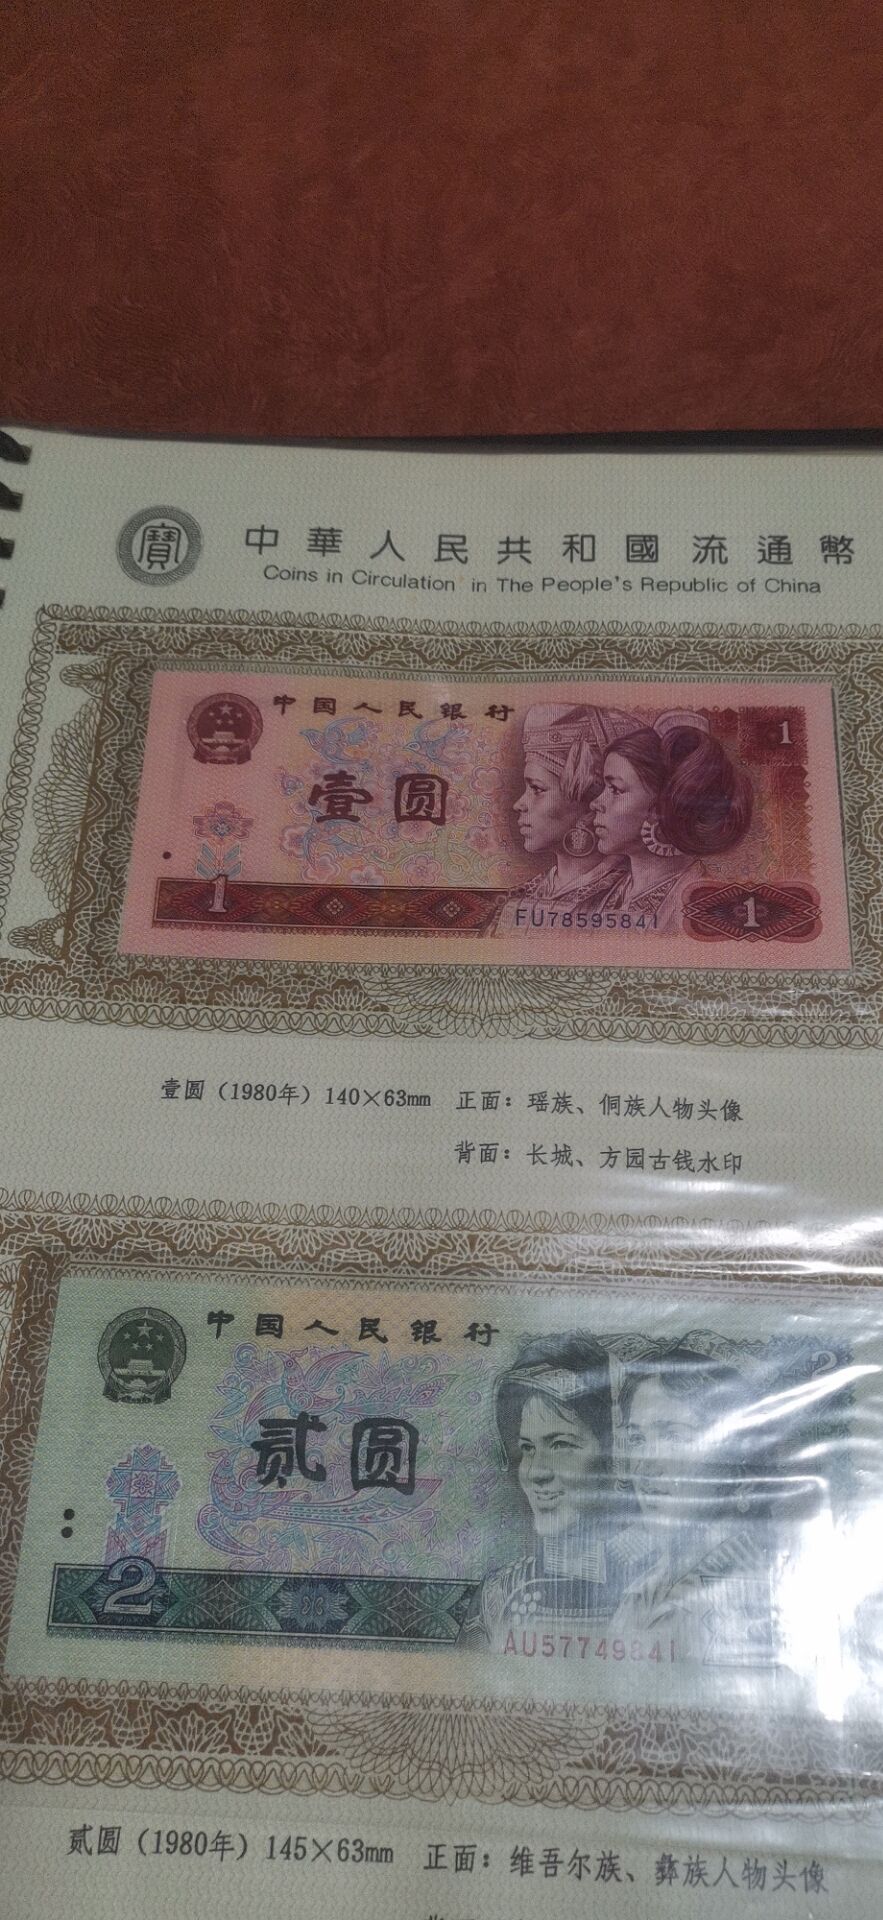 寶
中華人民共和國流通幣
Coins in Circulation in The People's Republic of China
中国人民银行
1
壹圆
1
FU78595841
1
壹圆（1980年）140×63mm 正面：瑶族、侗族人物头像
背面：长城、方园古钱水印
中国人民银行
2
贰圆
2
AU57749841
贰圆（1980年）145×63mm 正面：维吾尔族、彝族人物头像